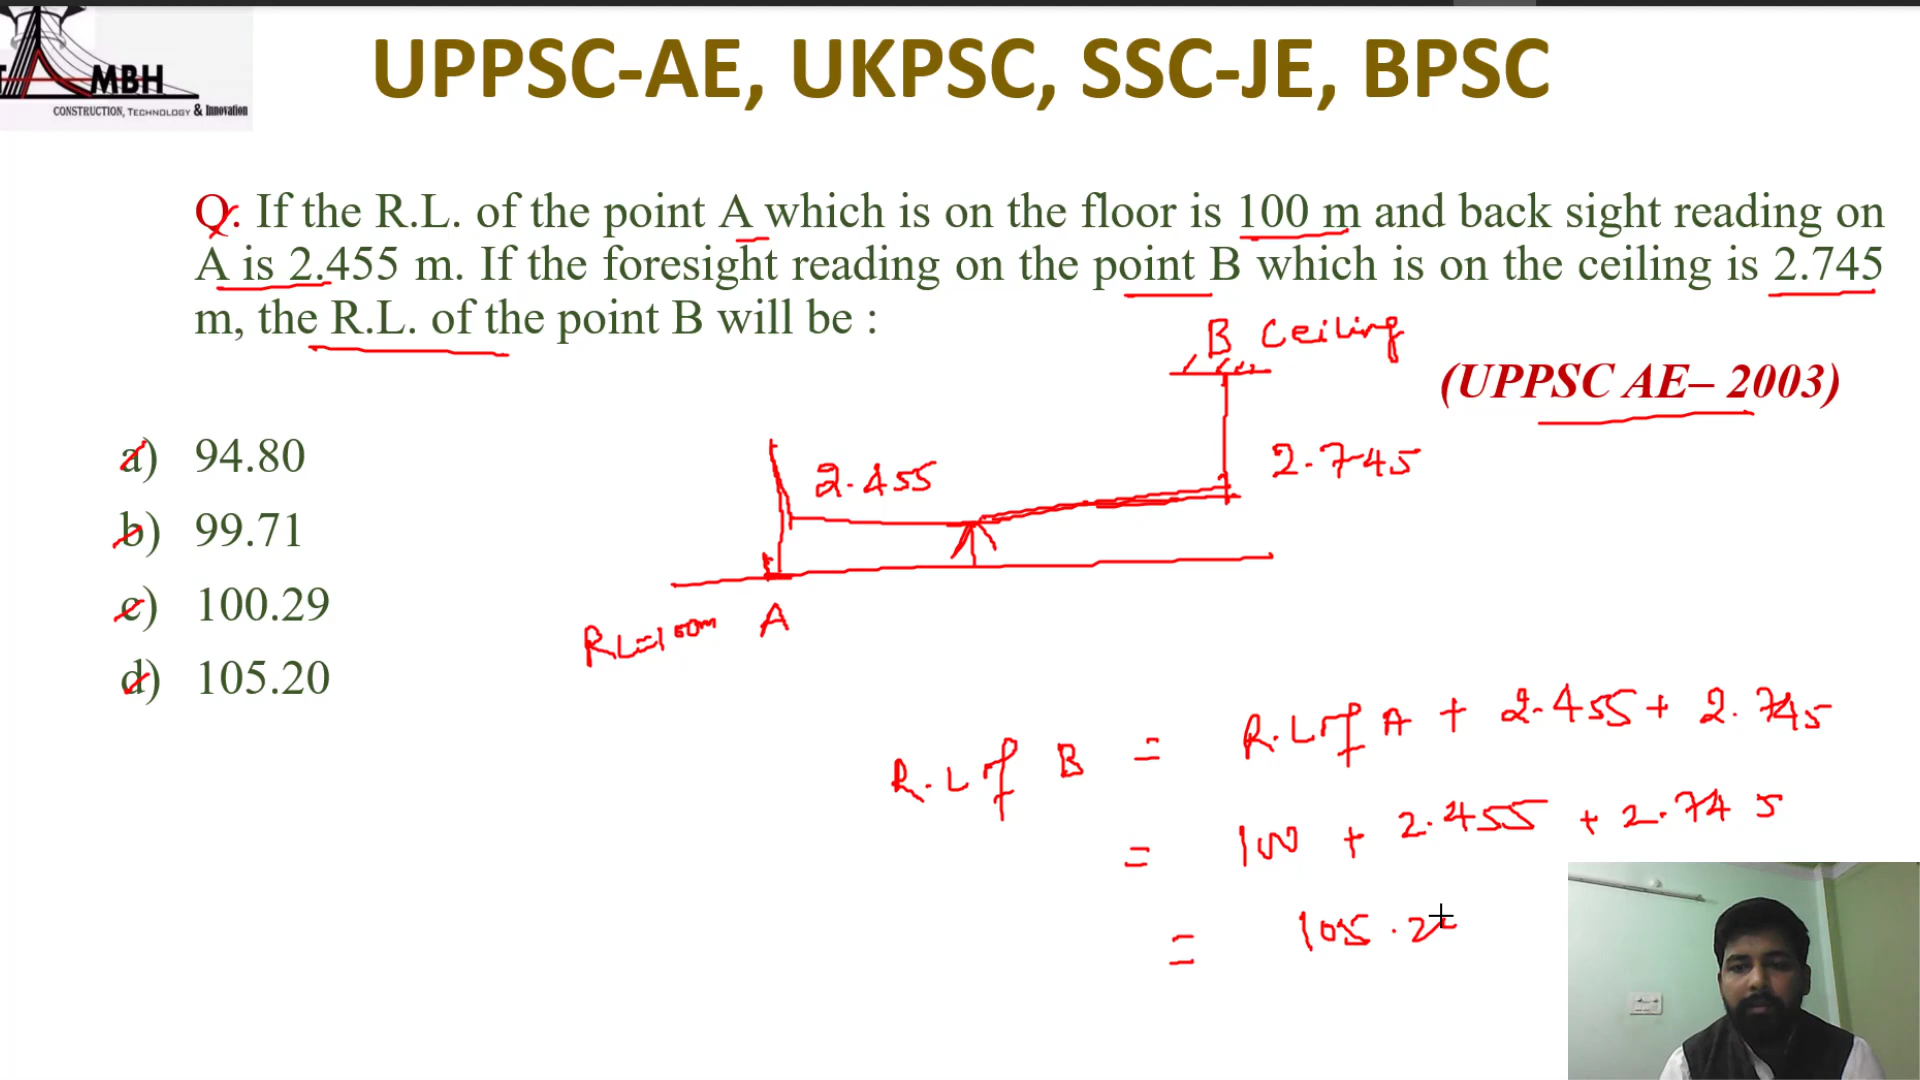 MBH
CONSTRUCTION, TECHNOLOGY & Innovation
UPPSC-AE, UKPSC, SSC-JE, BPSC
Q. If the R.L. of the point A which is on the floor is 100 m and back sight reading on
A is 2.455 m. If the foresight reading on the point B which is on the ceiling is 2.745
m, the R.L. of the point B will be :
B Ceiling
(UPPSC AE– 2003)
a) 94.80
b) 99.71
c) 100.29
d) 105.20
2.455
2.745
RL=100m A
R.L of B = R.L of A + 2.455 + 2.745
= 100 + 2.455 + 2.745
= 105.2